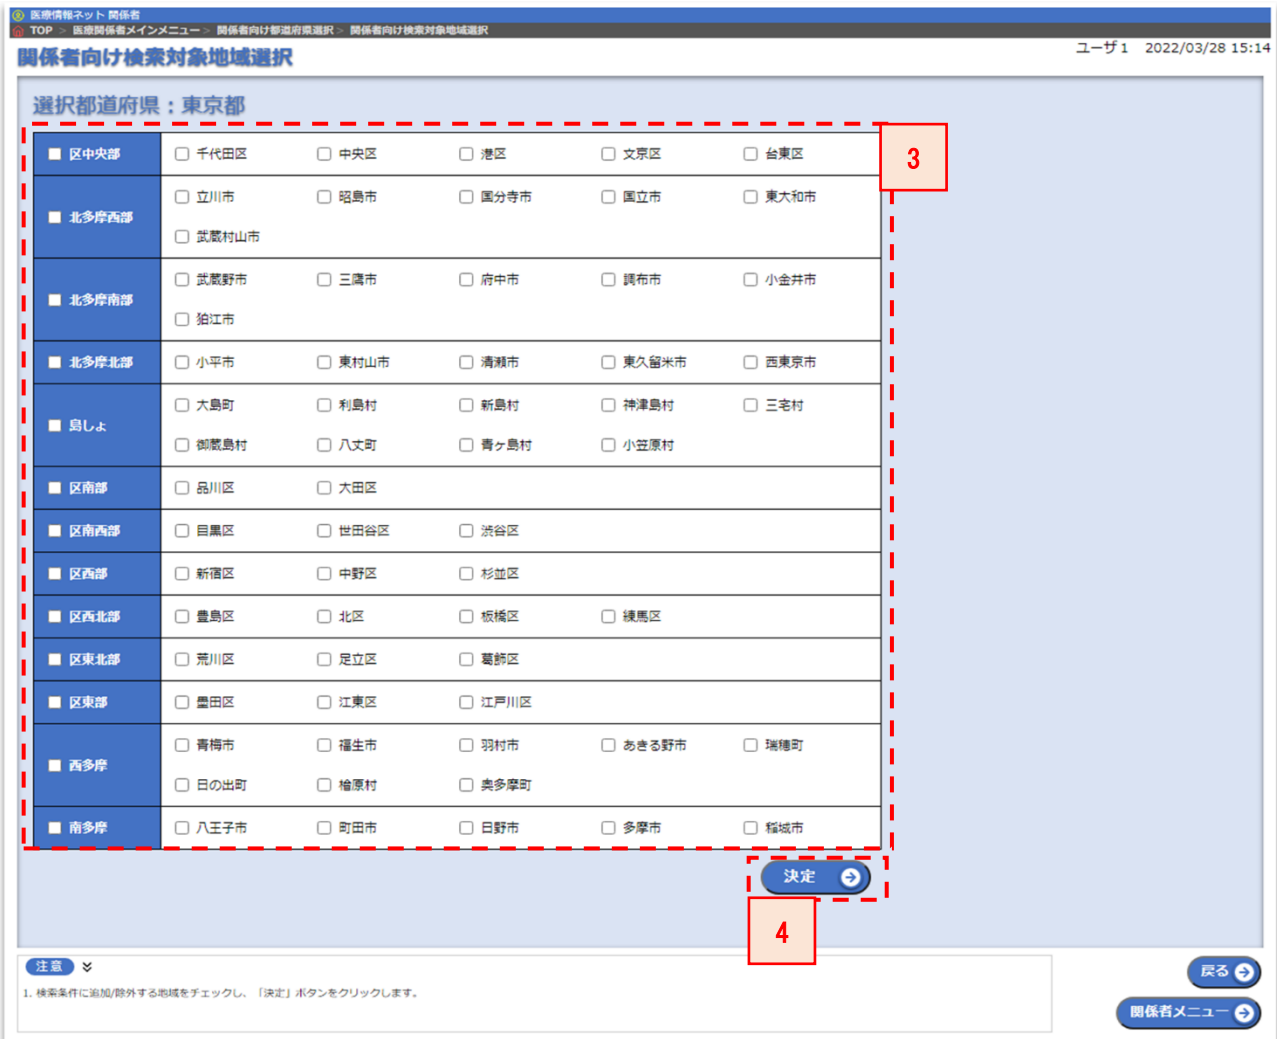 医療情報ネット 関係者
TOP > 医療関係者メインメニュー > 関係者向け都道府県選択 > 関係者向け検索対象地域選択
関係者向け検索対象地域選択
ユーザ1 2022/03/28 15:14
選択都道府県：東京都
区中央部 千代田区 中央区 港区 文京区 台東区
3
北多摩西部 立川市 昭島市 国分寺市 国立市 東大和市
武蔵村山市
北多摩南部 武蔵野市 三鷹市 府中市 調布市 小金井市
狛江市
北多摩北部 小平市 東村山市 清瀬市 東久留米市 西東京市
島しょ 大島町 利島村 新島村 神津島村 三宅村
御蔵島村 八丈町 青ヶ島村 小笠原村
区南部 品川区 大田区
区南西部 目黒区 世田谷区 渋谷区
区西部 新宿区 中野区 杉並区
区西北部 豊島区 北区 板橋区 練馬区
区東北部 荒川区 足立区 葛飾区
区東部 墨田区 江東区 江戸川区
西多摩 青梅市 福生市 羽村市 あきる野市 瑞穂町
日の出町 檜原村 奥多摩町
南多摩 八王子市 町田市 日野市 多摩市 稲城市
決定
4
注意
1. 検索条件に追加/除外する地域をチェックし、「決定」ボタンをクリックします。
戻る
関係者メニュー